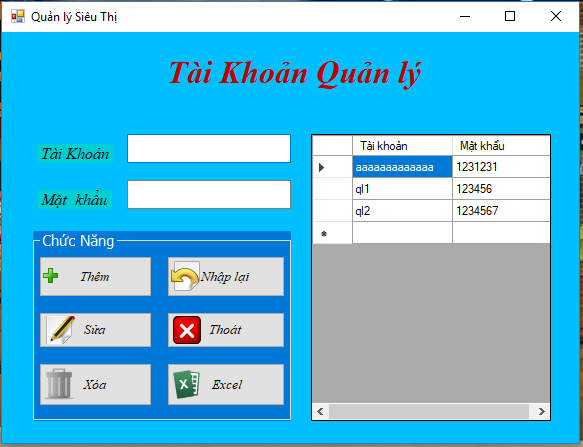 Quản lý Siêu Thị
Tài Khoản Quản lý
Tài Khoản
Mật khẩu
Chức Năng
Thêm
Nhập lại
Sửa
Thoát
Xóa
Excel
Tài khoản Mật khẩu
aaaaaaaaaaaaa 1231231
ql1 123456
ql2 1234567